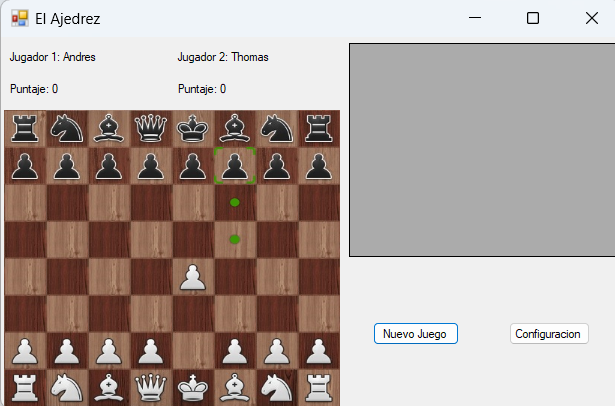 El Ajedrez
Jugador 1: Andres
Jugador 2: Thomas
Puntaje: 0
Puntaje: 0
Nuevo Juego
Configuracion